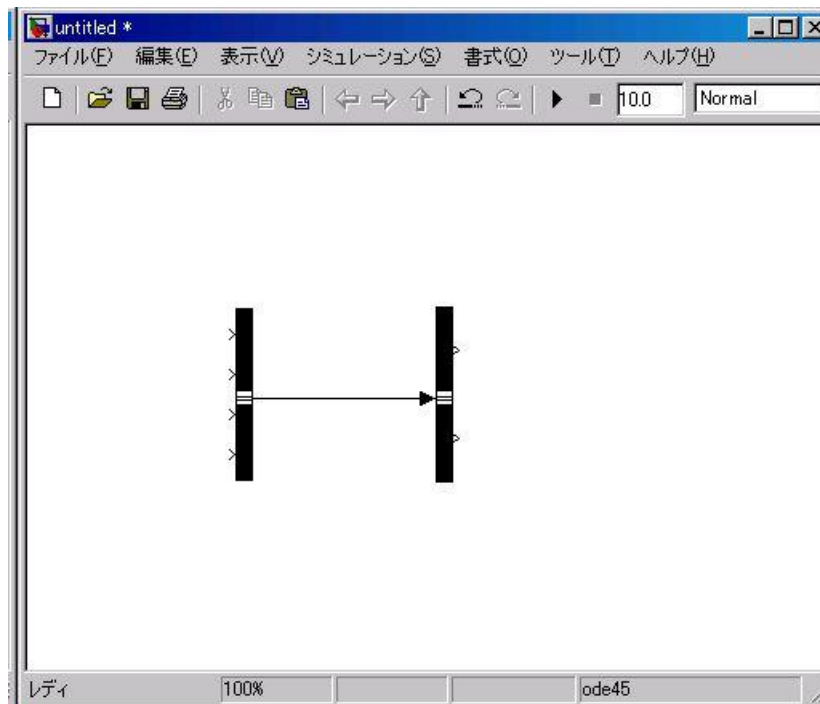 untitled *
ファイル(F) 編集(E) 表示(V) シミュレーション(S) 書式(O) ツール(T) ヘルプ(H)
10.0 Normal
レディ 100% ode45